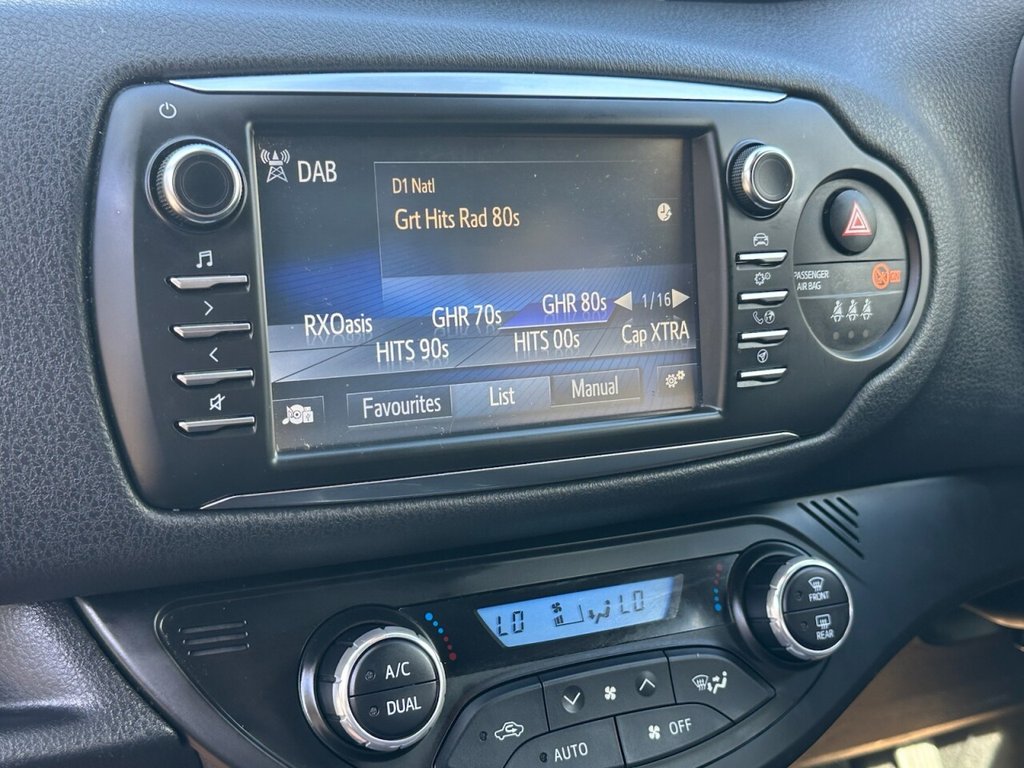 DAB
D1 Natl
Grt Hits Rad 80s
RXOasis GHR 70s GHR 80s 1/16
HITS 90s HITS 00s Cap XTRA
Favourites List Manual
PASSENGER
AIR BAG
LO LO
A/C
DUAL
AUTO
OFF
FRONT
REAR